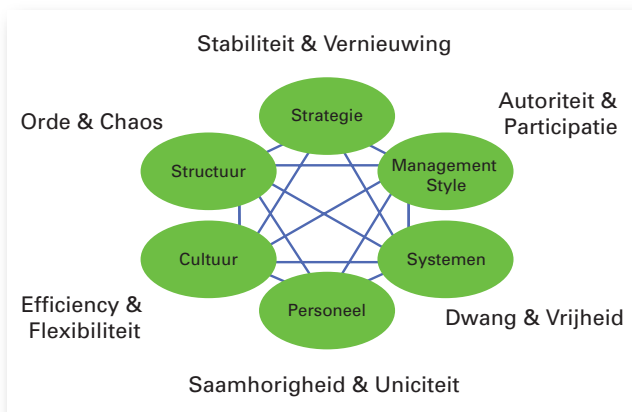 Stabiliteit & Vernieuwing
Orde & Chaos
Strategie
Autoriteit &
Participatie
Structuur
Management
Style
Cultuur
Systemen
Efficiency &
Flexibiliteit
Personeel
Dwang & Vrijheid
Saamhorigheid & Uniciteit